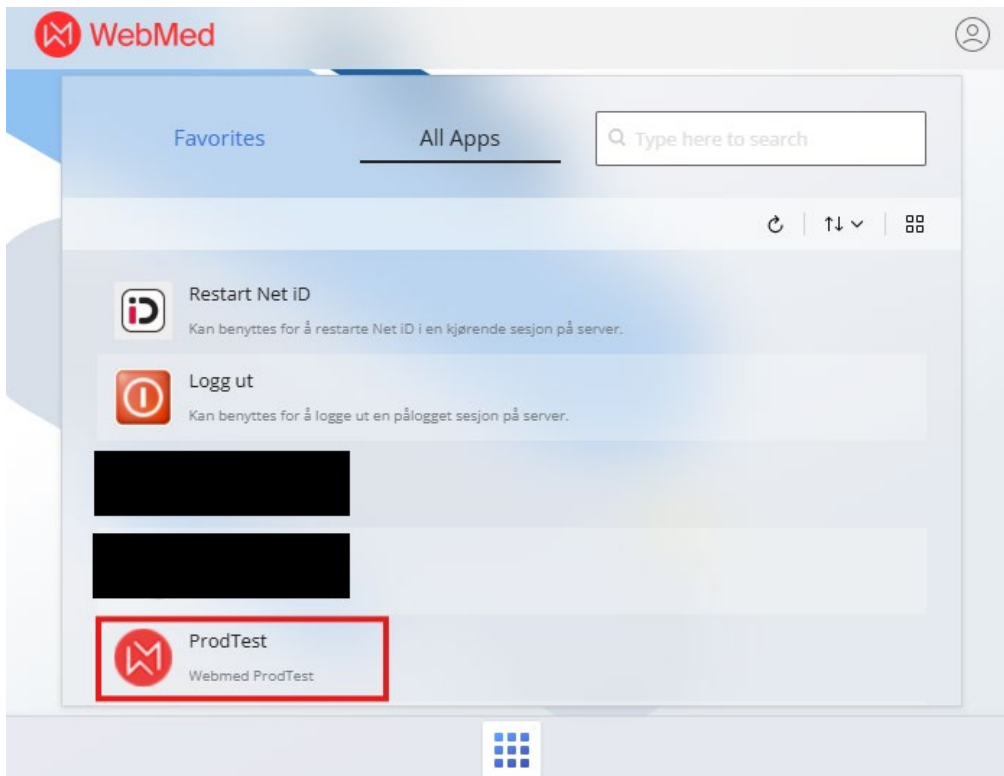 WebMed
Favorites
All Apps
Type here to search
Restart Net iD
Kan benyttes for å restarte Net iD i en kjørende sesjon på server.
Logg ut
Kan benyttes for å logge ut en pålogget sesjon på server.
ProdTest
Webmed ProdTest